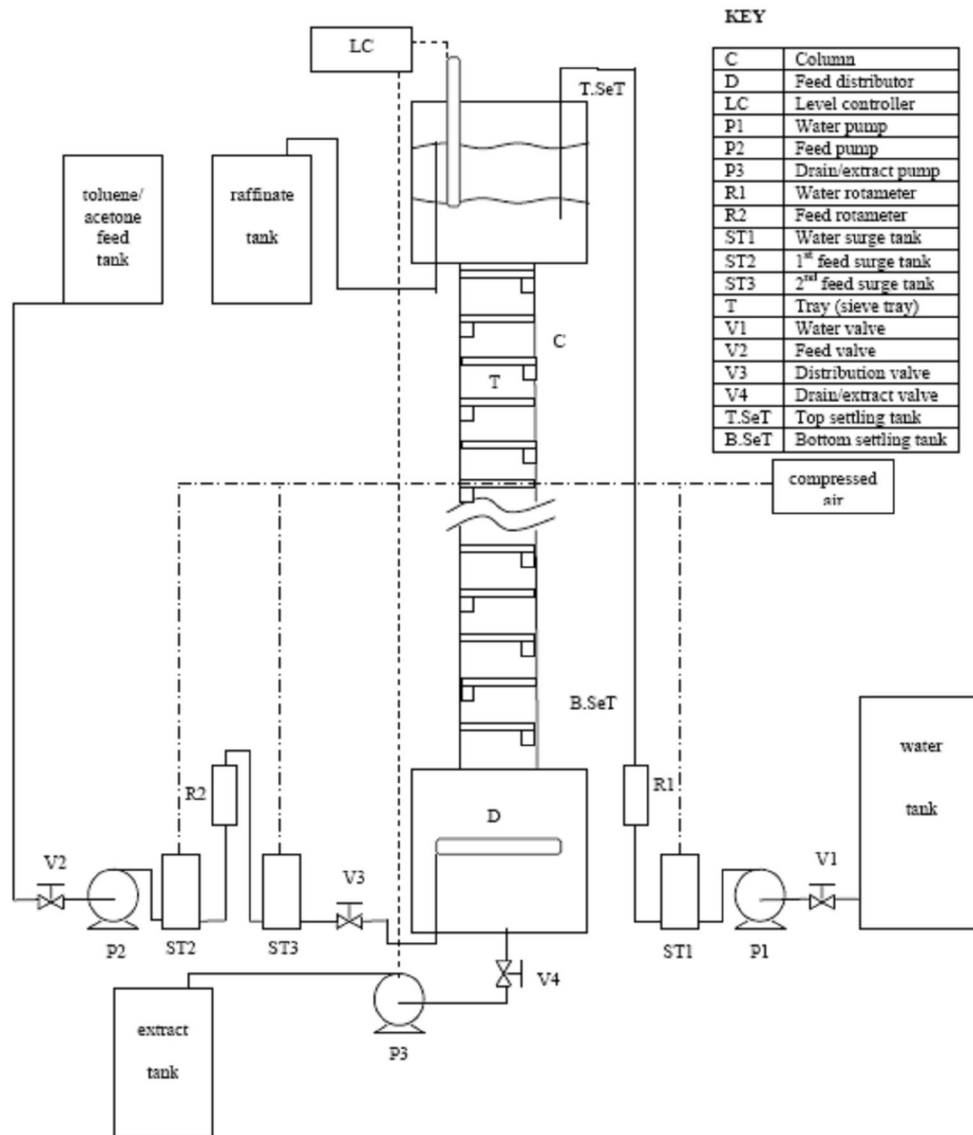 KEY
C Column
D Feed distributor
LC Level controller
P1 Water pump
P2 Feed pump
P3 Drain/extract pump
R1 Water rotameter
R2 Feed rotameter
ST1 Water surge tank
ST2 1st feed surge tank
ST3 2nd feed surge tank
T Tray (sieve tray)
V1 Water valve
V2 Feed valve
V3 Distribution valve
V4 Drain/extract valve
T.SeT Top settling tank
B.SeT Bottom settling tank
LC
T.SeT
toluene/
acetone
feed
tank
raffinate
tank
C
T
compressed
air
B.SeT
water
tank
R2
D
R1
V2
V3
V1
P2
ST2
ST3
ST1
P1
V4
extract
tank
P3